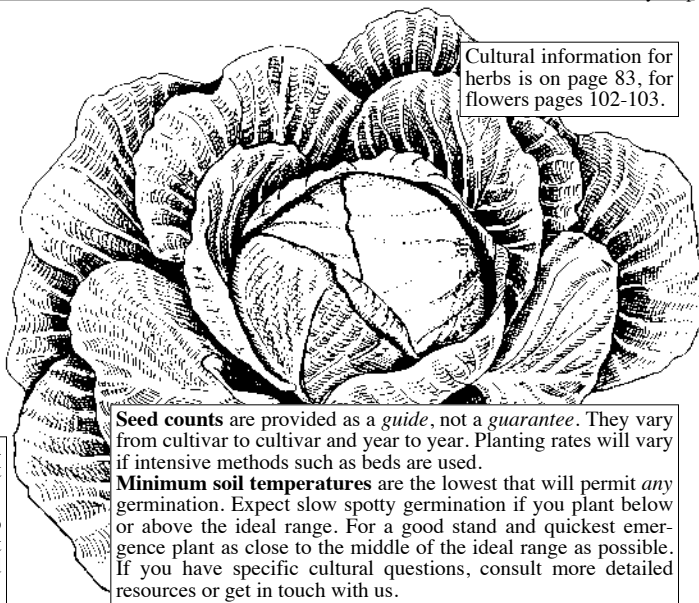 Cultural information for
herbs is on page 83, for
flowers pages 102-103.
Seed counts are provided as a guide, not a guarantee. They vary
from cultivar to cultivar and year to year. Planting rates will vary
if intensive methods such as beds are used.
Minimum soil temperatures are the lowest that will permit any
germination. Expect slow spotty germination if you plant below
or above the ideal range. For a good stand and quickest emer-
gence plant as close to the middle of the ideal range as possible.
If you have specific cultural questions, consult more detailed
resources or get in touch with us.